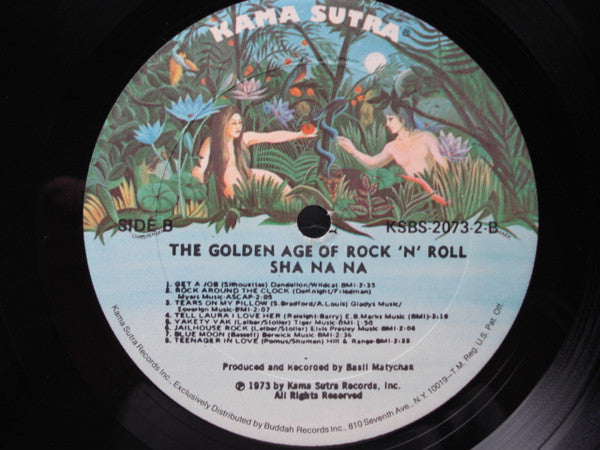 KAMA SUTRA®
SIDE B
KSBS-2073-2-B
THE GOLDEN AGE OF ROCK 'N' ROLL
SHA NA NA
1. GET A JOB (Silhouettes) Dandelion/Wildcat BMI-2:35
2. ROCK AROUND THE CLOCK (DeKnight/Friedman)
Myers Music-ASCAP-2:05
3. TEARS ON MY PILLOW (S.Bradford/A.Louis) Gladys Music/
Sovereign Music-BMI-2:07
4. TELL LAURA I LOVE HER (Raleigh-Barry) E.B.Marks Music (BMI)-3:10
5. YAKETY YAK (Leiber/Stoller) Tiger Music-BMI-1:50
6. JAILHOUSE ROCK (Leiber/Stoller) Elvis Presley Music-BMI-2:06
7. BLUE MOON (Bassett) Berwick Music-BMI-2:36
8. TEENAGER IN LOVE (Pomus/Shuman) Hill & Range-BMI-2:39
Produced and Recorded by Basil Matychak
℗ 1973 by Kama Sutra Records, Inc.
All Rights Reserved
Kama Sutra Records Inc., Exclusively Distributed by Buddah Records Inc., 810 Seventh Ave., N.Y. 10019—T.M. Reg. U.S. Pat. Off.